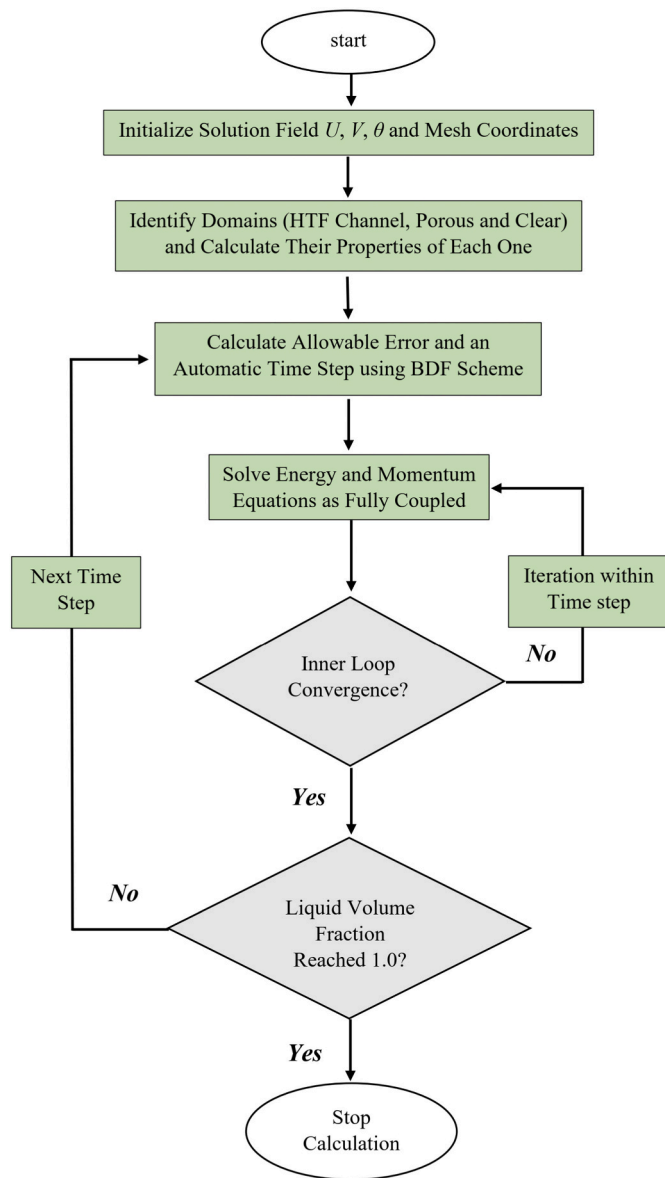 start
Initialize Solution Field U, V, θ and Mesh Coordinates
Identify Domains (HTF Channel, Porous and Clear)
and Calculate Their Properties of Each One
Calculate Allowable Error and an
Automatic Time Step using BDF Scheme
Solve Energy and Momentum
Equations as Fully Coupled
Next Time
Step
Iteration within
Time step
Inner Loop
Convergence?
No
Yes
No
Liquid Volume
Fraction
Reached 1.0?
Yes
Stop
Calculation